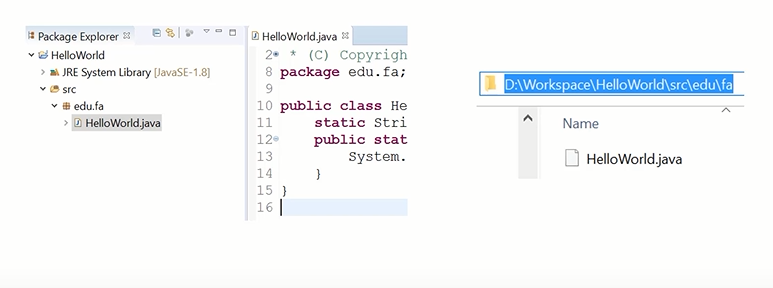 Package Explorer
HelloWorld
JRE System Library [JavaSE-1.8]
src
edu.fa
HelloWorld.java
HelloWorld.java
2 * (C) Copyrigh
8 package edu.fa;
9
10 public class He
11 static Stri
12 public stat
13 System.
14 }
15 }
16
D:\Workspace\HelloWorld\src\edu\fa
Name
HelloWorld.java